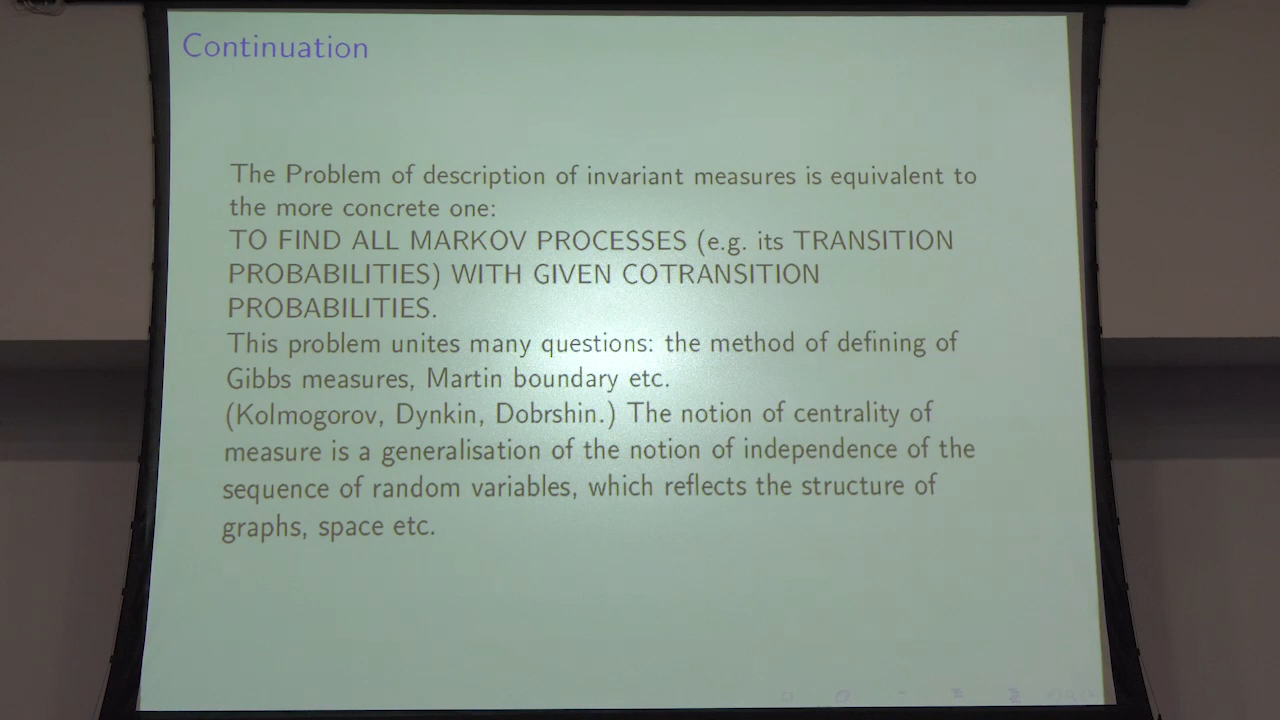 Continuation
The Problem of description of invariant measures is equivalent to
the more concrete one:
TO FIND ALL MARKOV PROCESSES (e.g. its TRANSITION
PROBABILITIES) WITH GIVEN COTRANSITION
PROBABILITIES.
This problem unites many questions: the method of defining of
Gibbs measures, Martin boundary etc.
(Kolmogorov, Dynkin, Dobrshin.) The notion of centrality of
measure is a generalisation of the notion of independence of the
sequence of random variables, which reflects the structure of
graphs, space etc.